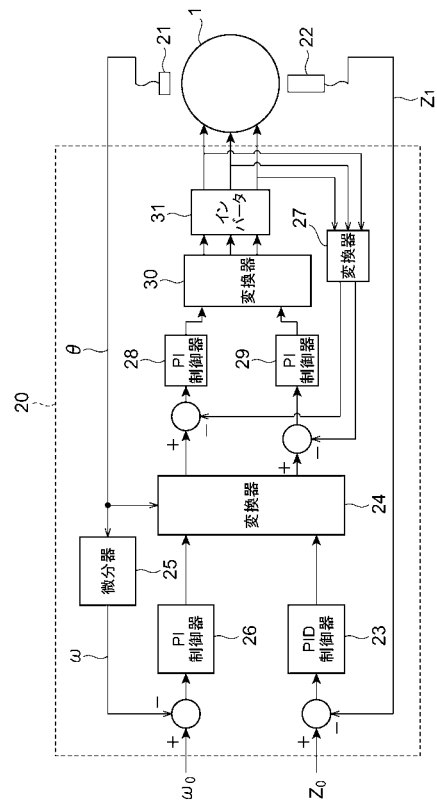 20
θ
1
21
22
Z1
微分器
25
ω
ω0
PI
制御器
26
Z0
PID
制御器
23
変換器
24
PI
制御器
28
PI
制御器
29
変換器
30
イン
バータ
31
変換器
27
+
−
+
−
+
−
+
−